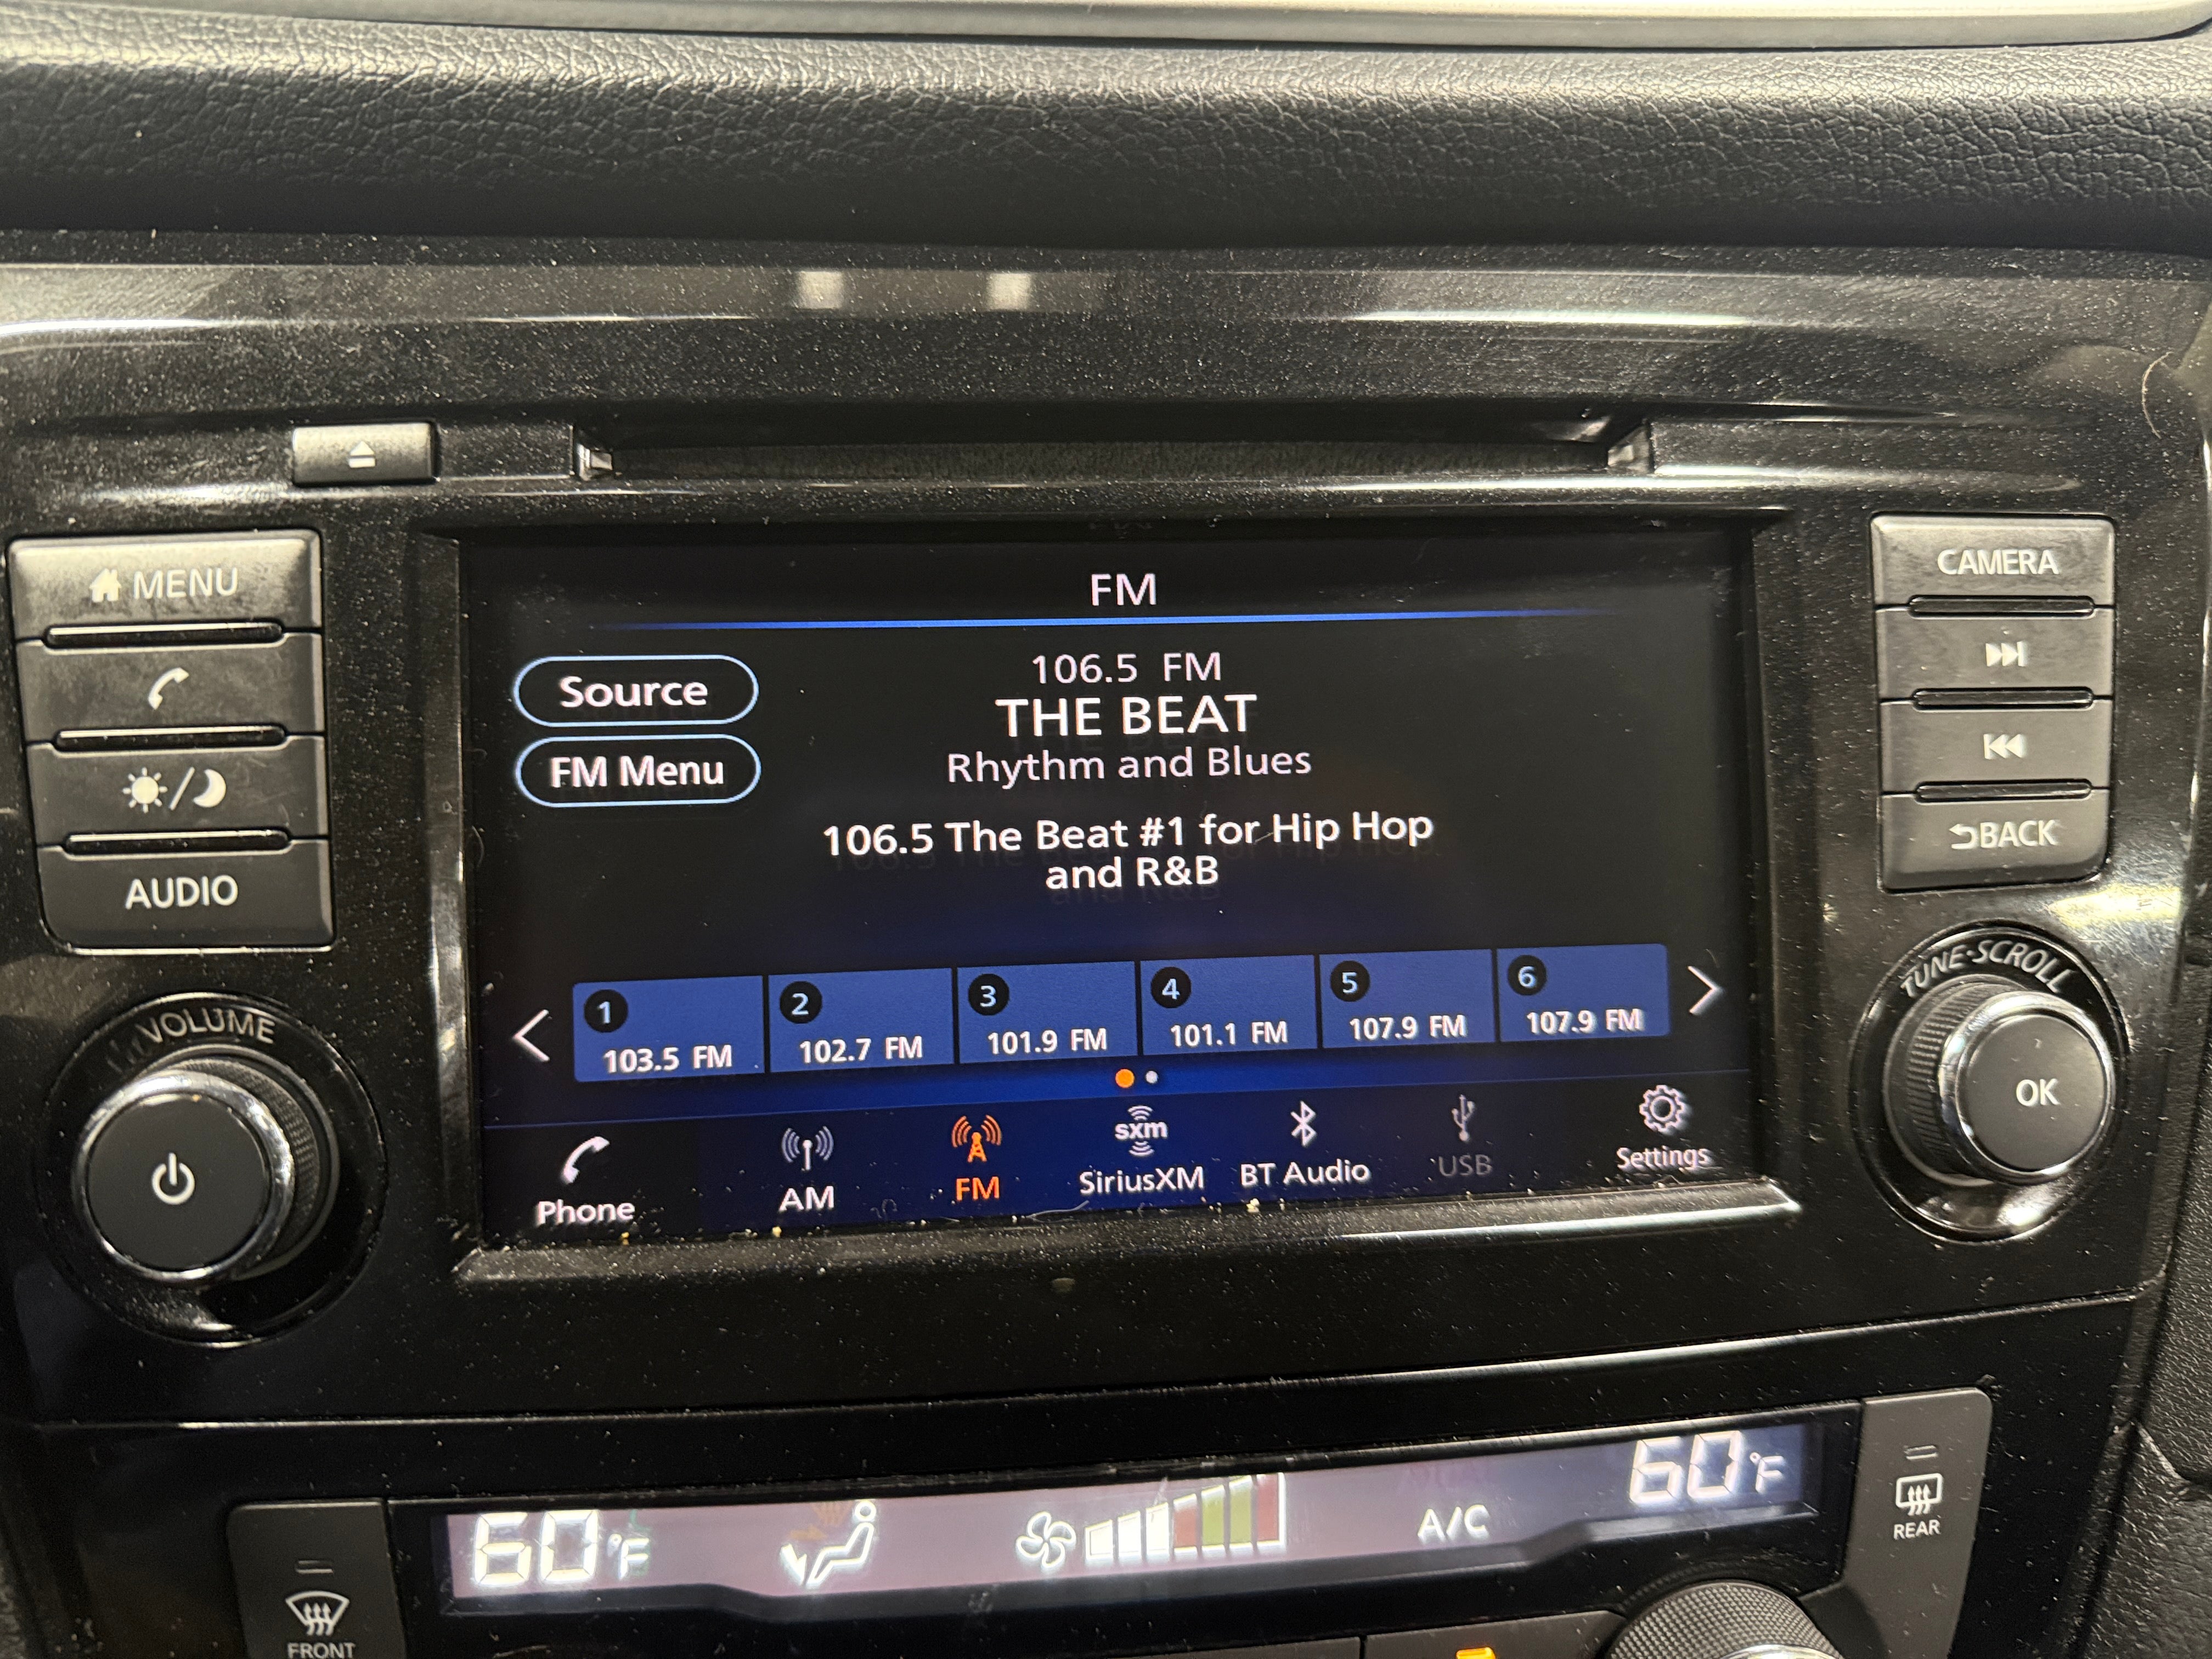 MENU
AUDIO
VOLUME
CAMERA
BACK
TUNE·SCROLL
OK
FM
Source
FM Menu
106.5 FM
THE BEAT
Rhythm and Blues
106.5 The Beat #1 for Hip Hop
and R&B
1 2 3 4 5 6
103.5 FM 102.7 FM 101.9 FM 101.1 FM 107.9 FM 107.9 FM
sxm
Phone AM FM SiriusXM BT Audio USB Settings
60°F A/C 60°F
FRONT
REAR